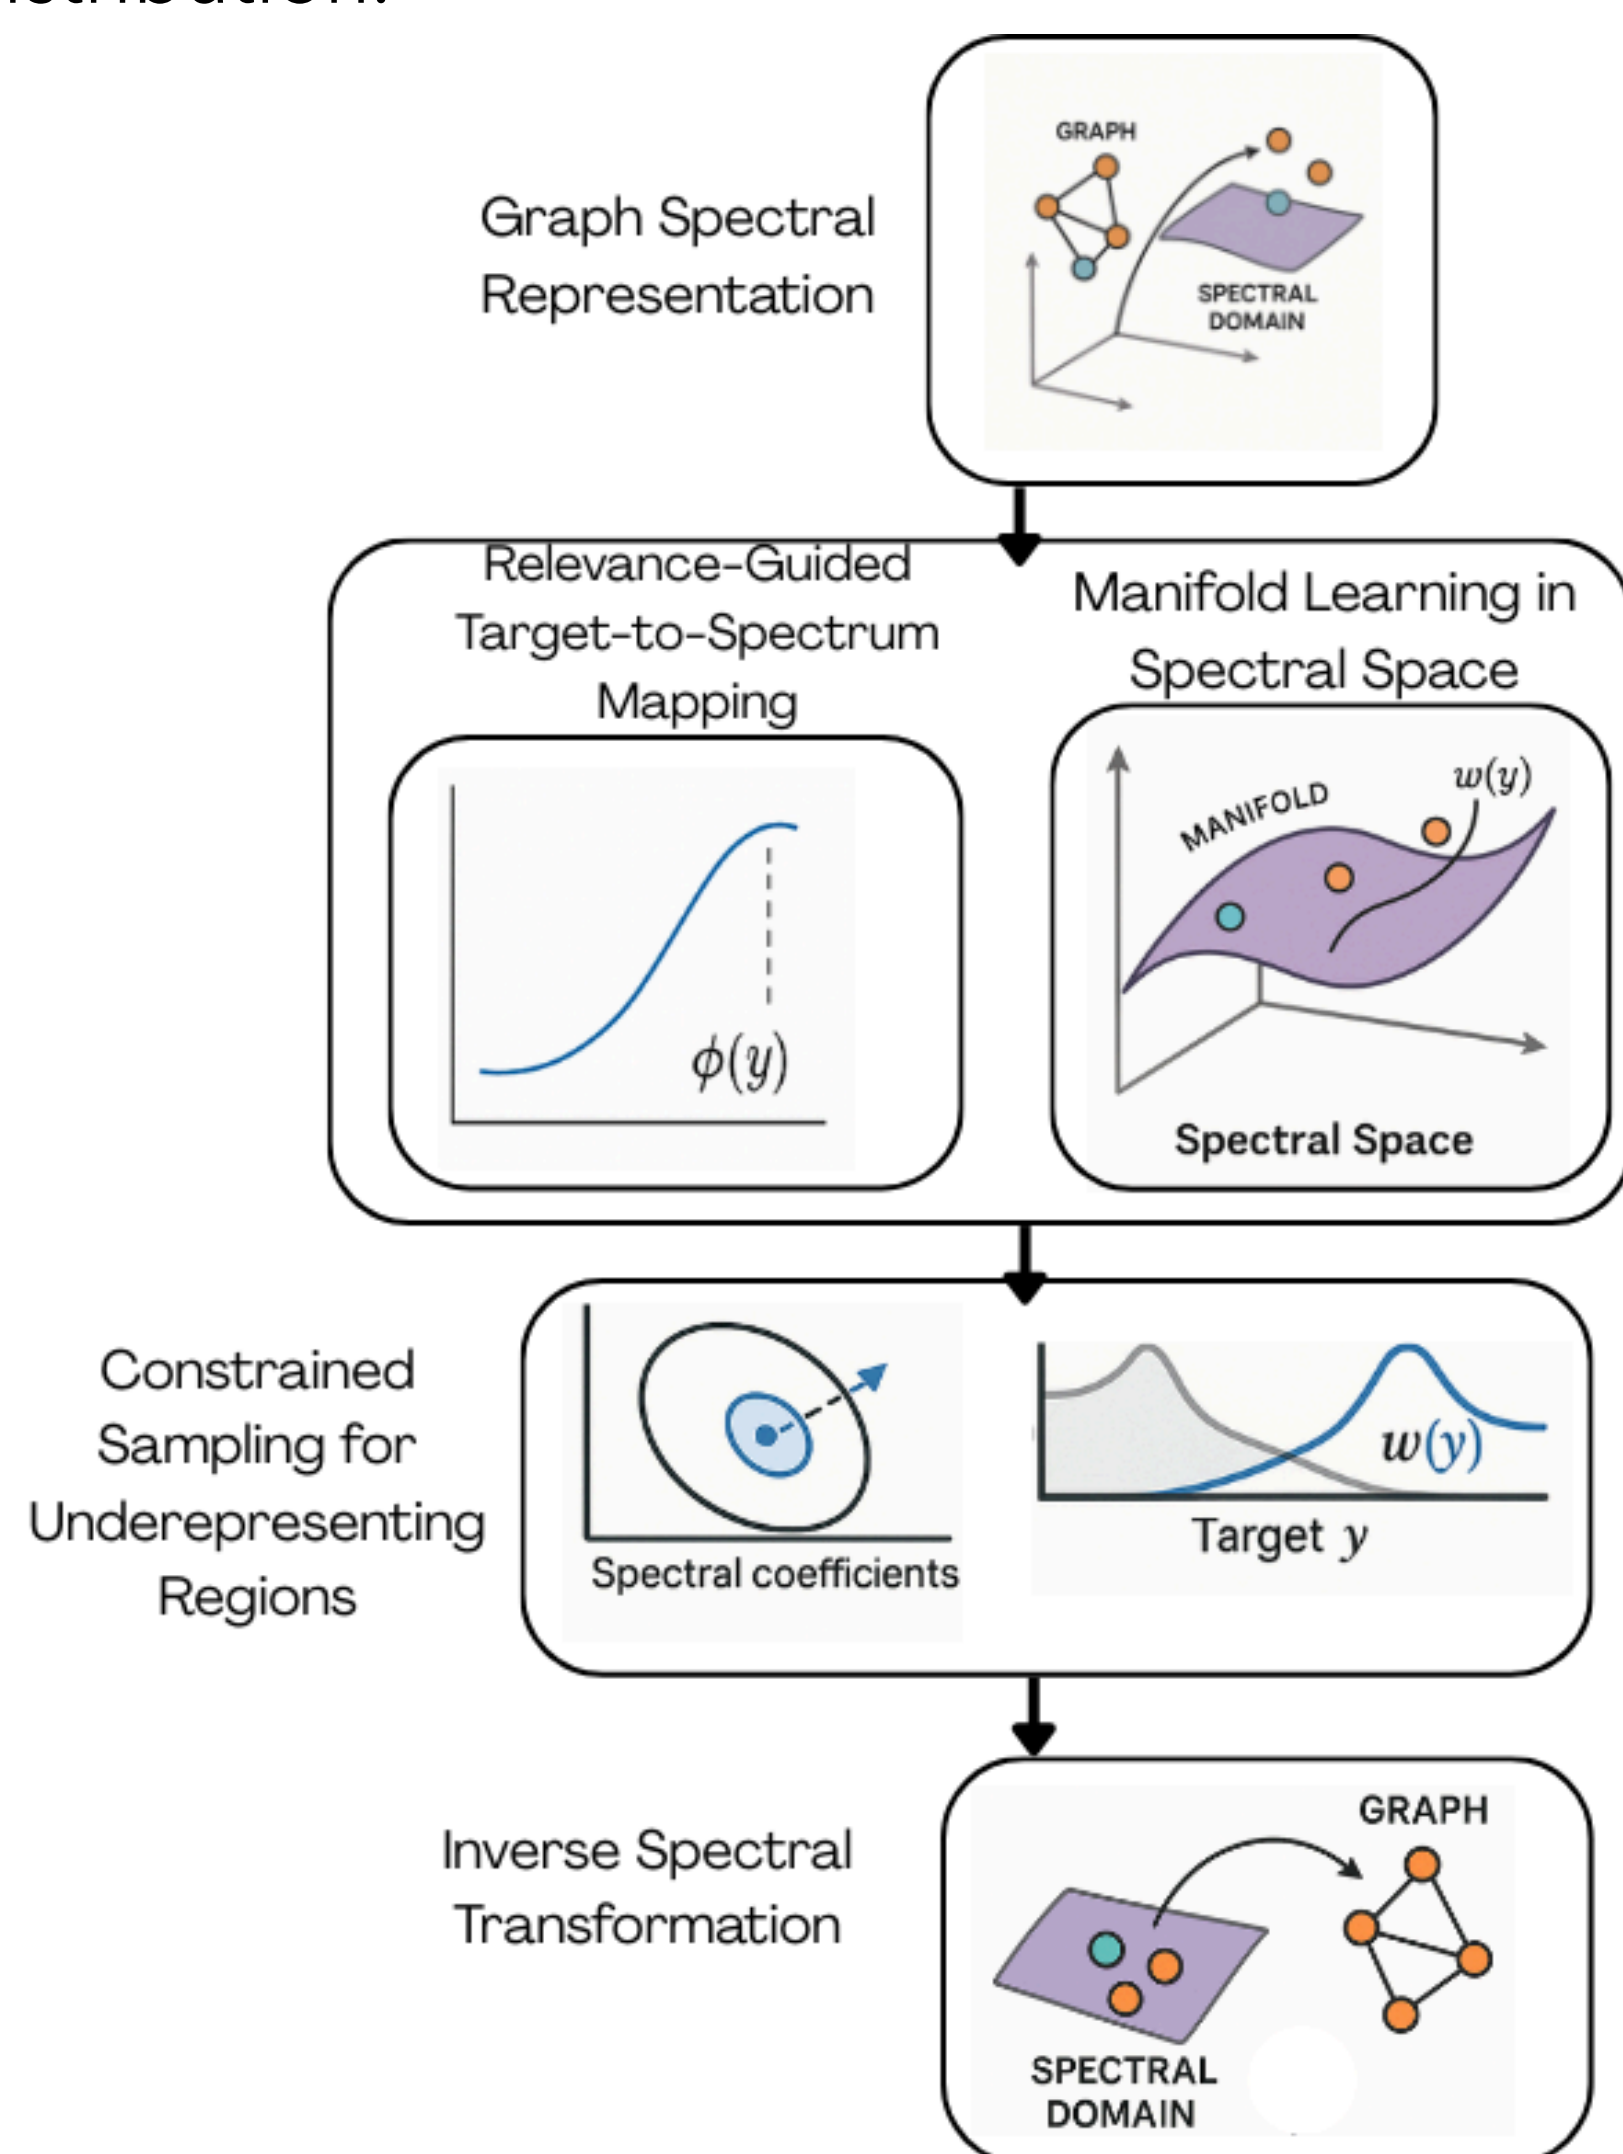 Graph Spectral
Representation
GRAPH
SPECTRAL
DOMAIN
Relevance-Guided
Target-to-Spectrum
Mapping
ϕ(y)
Manifold Learning in
Spectral Space
MANIFOLD
w(y)
Spectral Space
Constrained
Sampling for
Underepresenting
Regions
Spectral coefficients
w(y)
Target y
Inverse Spectral
Transformation
GRAPH
SPECTRAL
DOMAIN